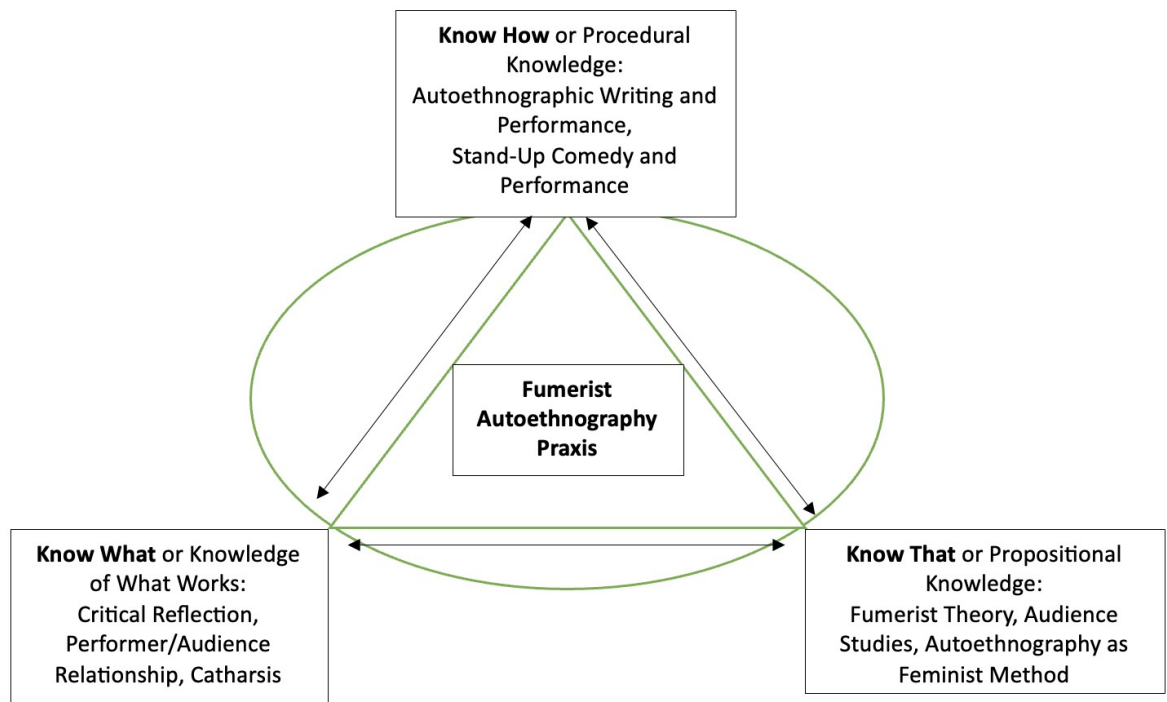 Know How or Procedural
Knowledge:
Autoethnographic Writing and
Performance,
Stand-Up Comedy and
Performance
Fumerist
Autoethnography
Praxis
Know What or Knowledge
of What Works:
Critical Reflection,
Performer/Audience
Relationship, Catharsis
Know That or Propositional
Knowledge:
Fumerist Theory, Audience
Studies, Autoethnography as
Feminist Method